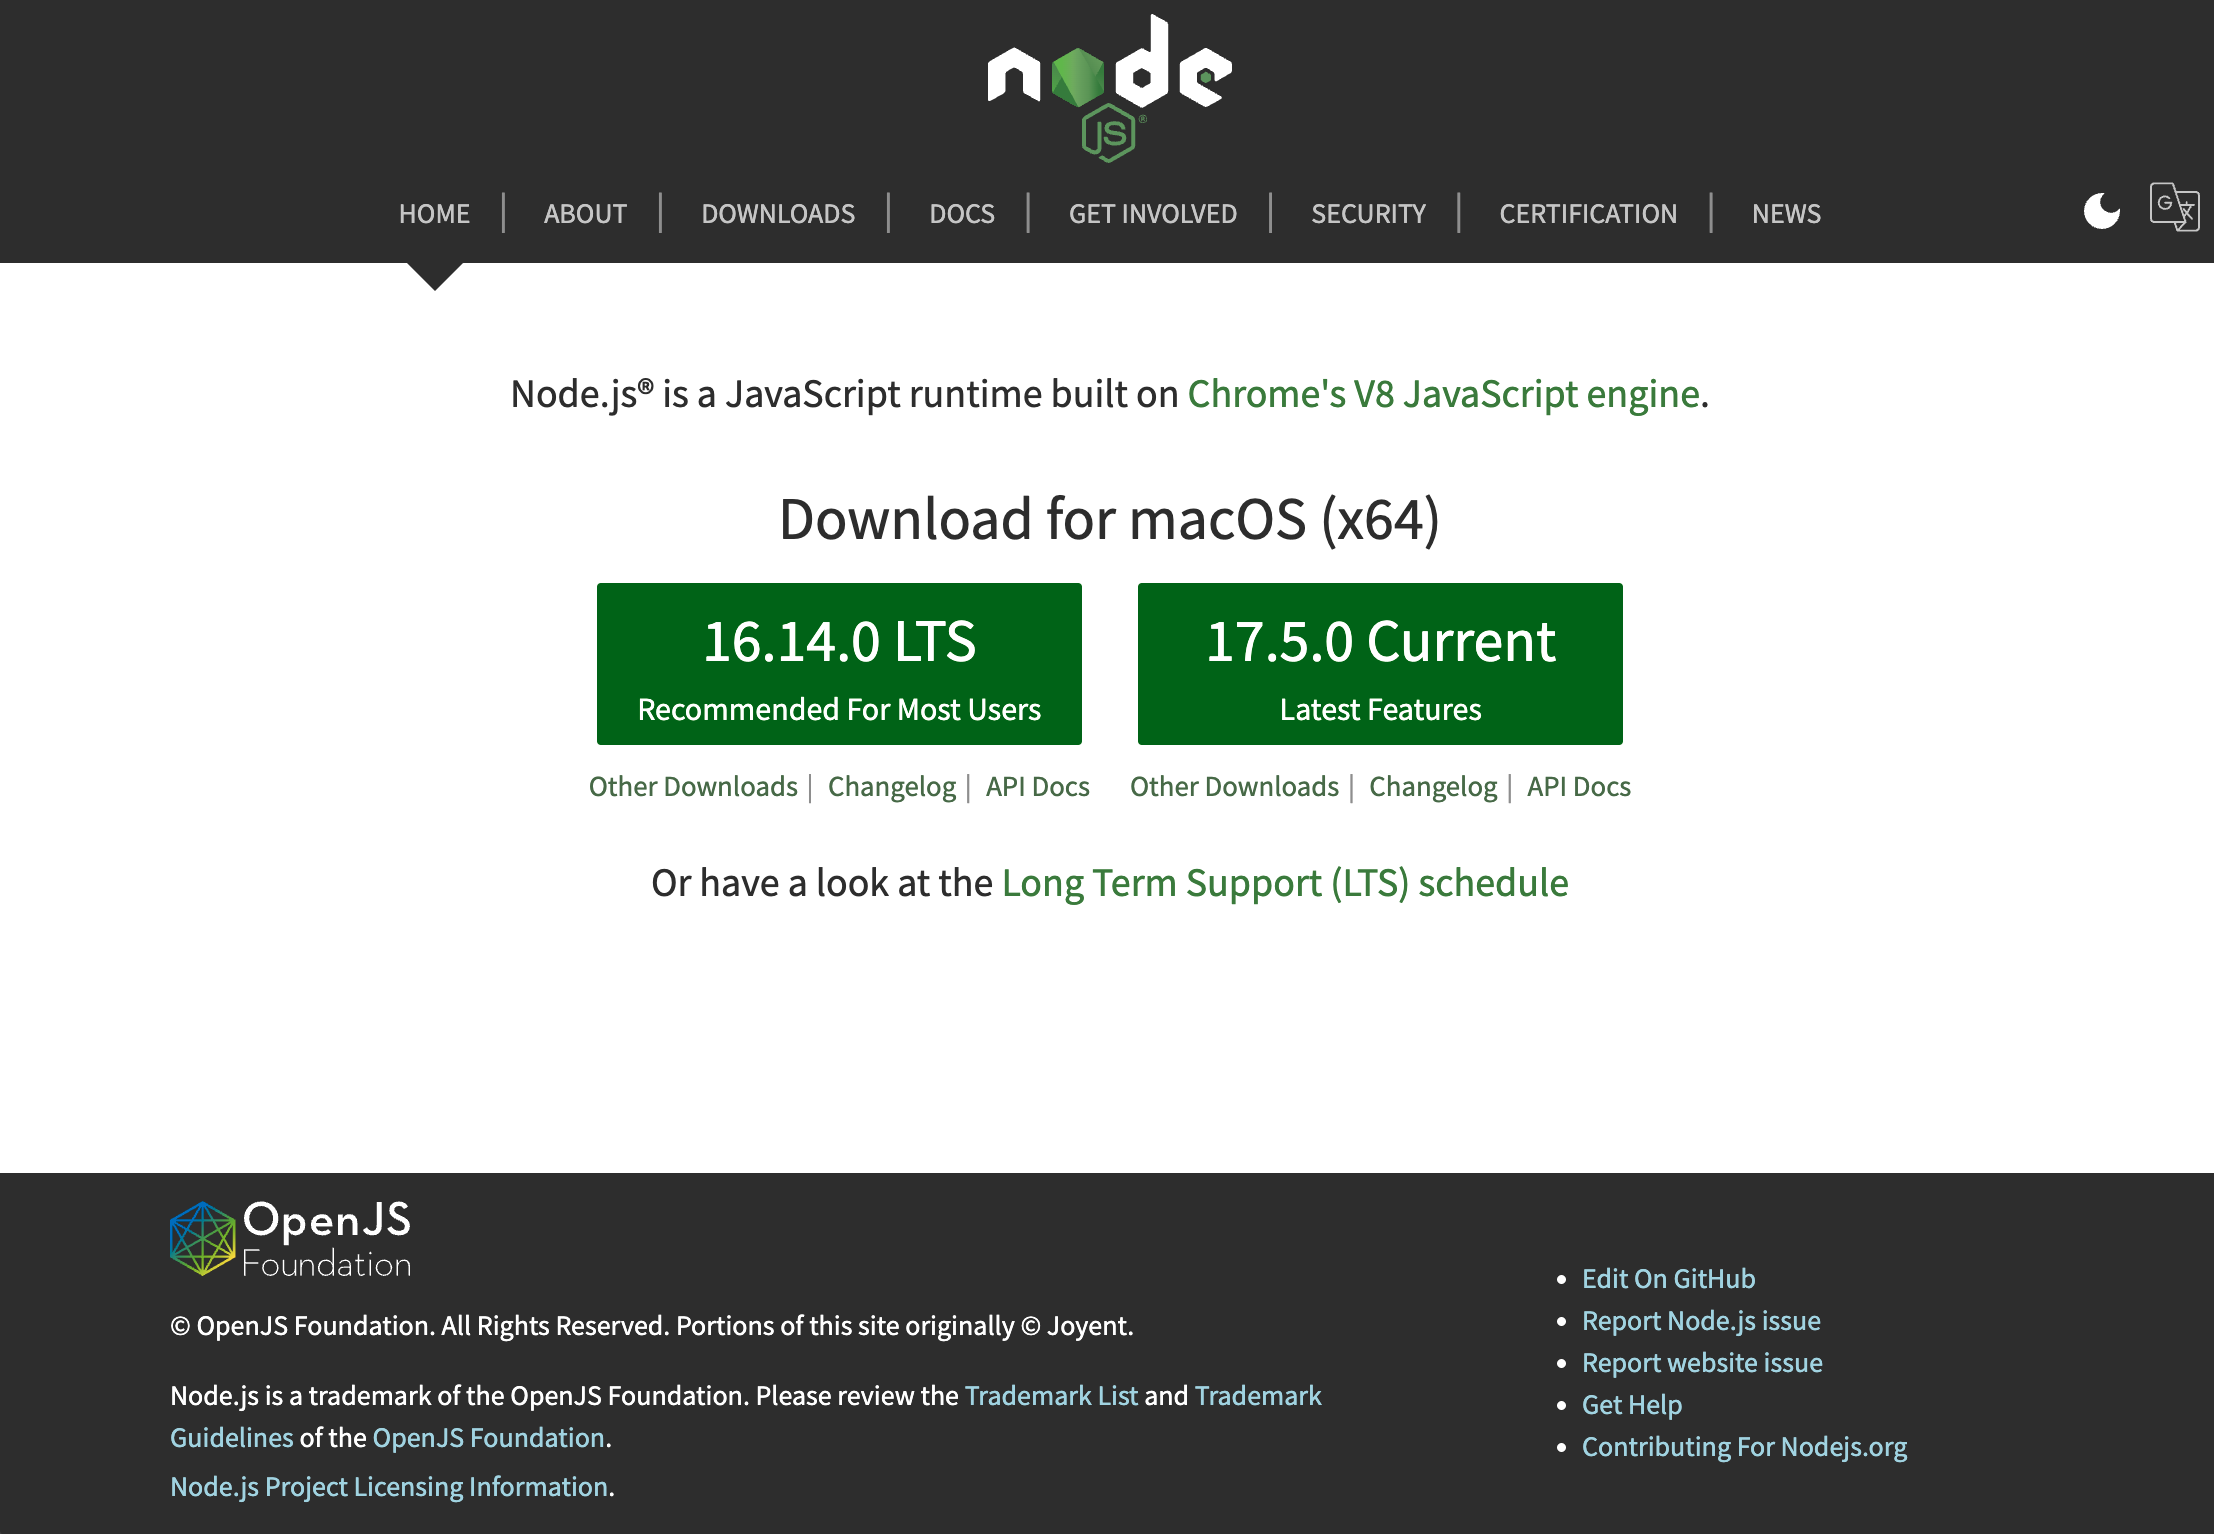 node
JS ®
HOME | ABOUT | DOWNLOADS | DOCS | GET INVOLVED | SECURITY | CERTIFICATION | NEWS
G 文
Node.js® is a JavaScript runtime built on Chrome's V8 JavaScript engine.
Download for macOS (x64)
16.14.0 LTS
Recommended For Most Users
Other Downloads | Changelog | API Docs
17.5.0 Current
Latest Features
Other Downloads | Changelog | API Docs
Or have a look at the Long Term Support (LTS) schedule
OpenJS
Foundation
© OpenJS Foundation. All Rights Reserved. Portions of this site originally © Joyent.
Node.js is a trademark of the OpenJS Foundation. Please review the Trademark List and Trademark
Guidelines of the OpenJS Foundation.
Node.js Project Licensing Information.
• Edit On GitHub
• Report Node.js issue
• Report website issue
• Get Help
• Contributing For Nodejs.org